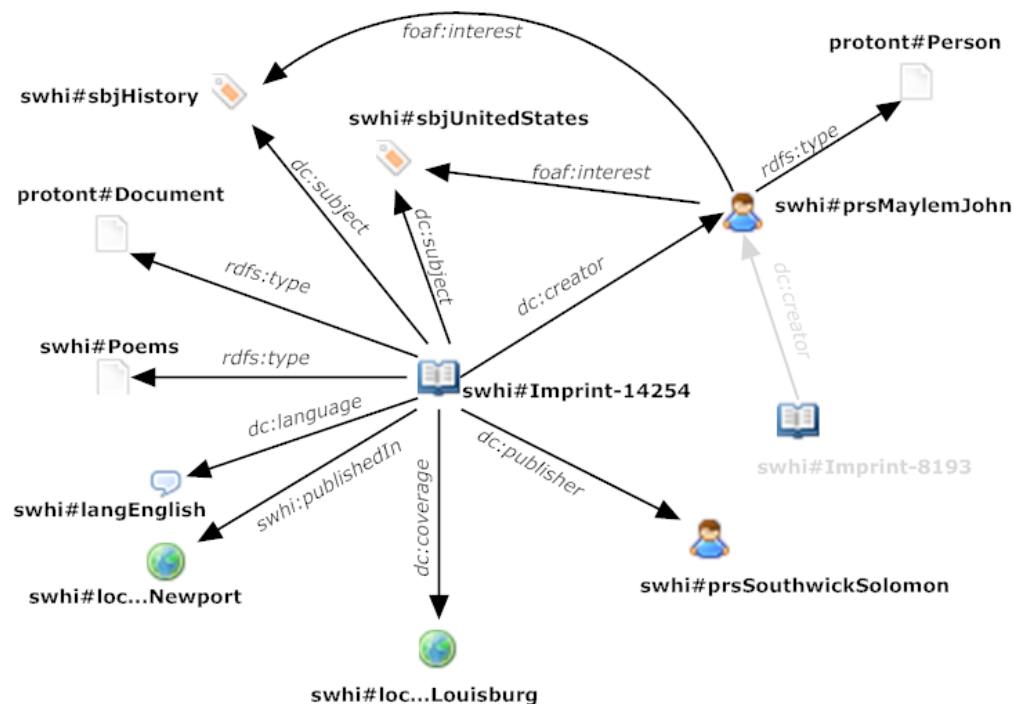 foaf:interest
protont#Person
swhi#sbjHistory
swhi#sbjUnitedStates
rdfs:type
foaf:interest
dc:subject
protont#Document
swhi#prsMaylemJohn
dc:subject
rdfs:type
dc:creator
dc:creator
swhi#Poems
rdfs:type
swhi#Imprint-14254
dc:language
dc:publisher
swhi#Imprint-8193
swhi:publishedIn
dc:coverage
swhi#langEnglish
swhi#prsSouthwickSolomon
swhi#loc...Newport
swhi#loc...Louisburg